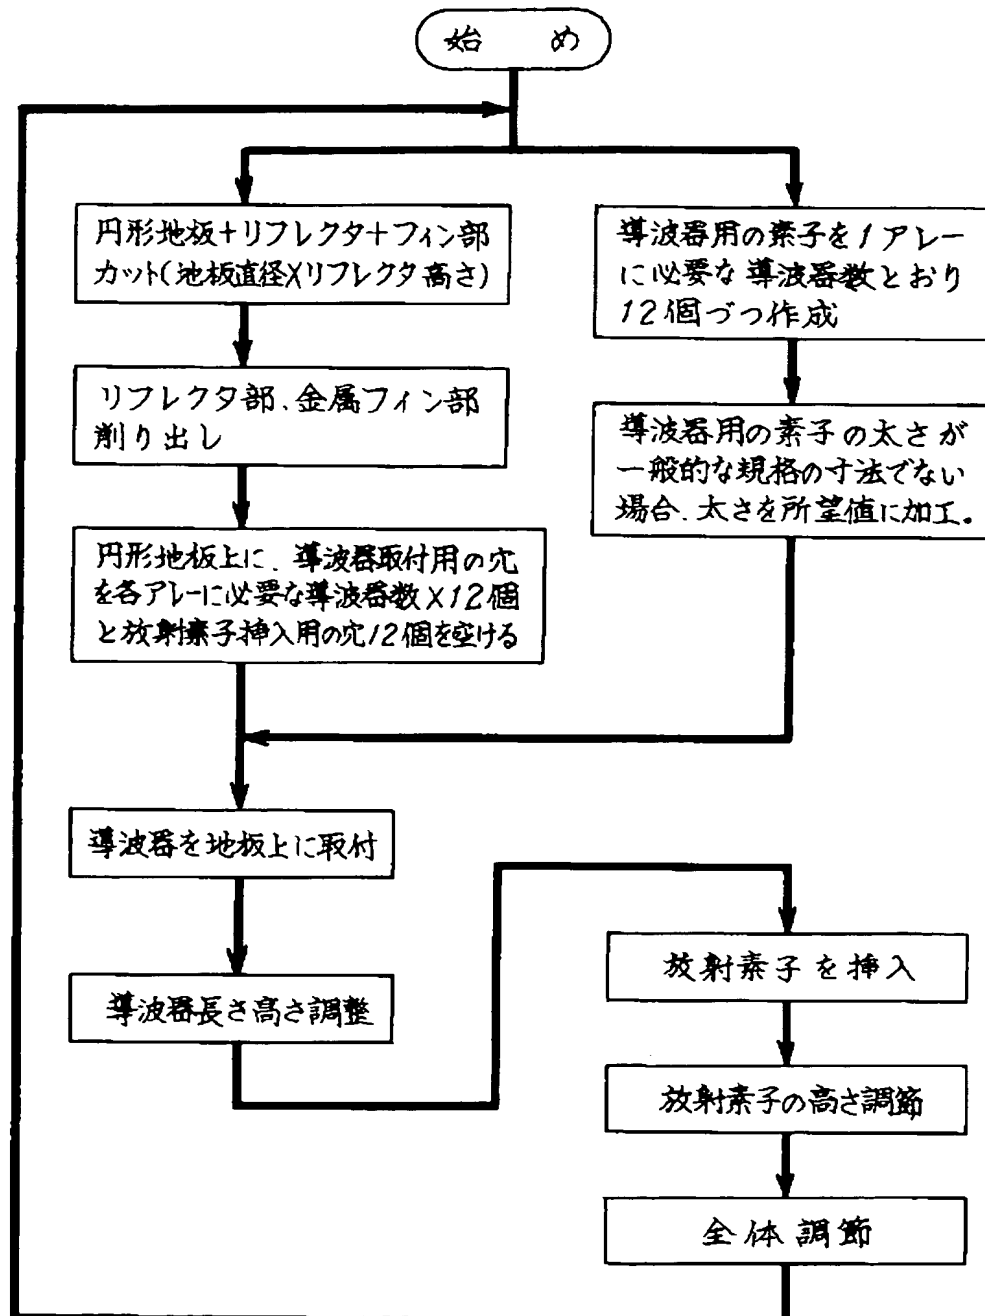 始 め
円形地板+リフレクタ+フィン部
カット(地板直径×リフレクタ高さ)
リフレクタ部、金属フィン部
削り出し
円形地板上に、導波器取付用の穴
を各アレーに必要な導波器数×12個
と放射素子挿入用の穴12個を空ける
導波器用の素子を1アレー
に必要な導波器数とおり
12個づつ作成
導波器用の素子の太さが
一般的な規格の寸法でない
場合、太さを所望値に加工。
導波器を地板上に取付
導波器長さ高さ調整
放射素子を挿入
放射素子の高さ調節
全体調節